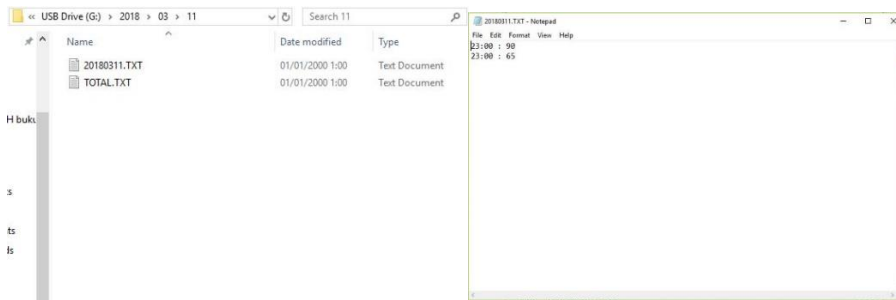 « USB Drive (G:) > 2018 > 03 > 11
Search 11
Name
Date modified
Type
20180311.TXT
01/01/2000 1:00
Text Document
TOTAL.TXT
01/01/2000 1:00
Text Document
H buku
ts
ds
20180311.TXT - Notepad
File Edit Format View Help
23:00 : 90
23:00 : 65